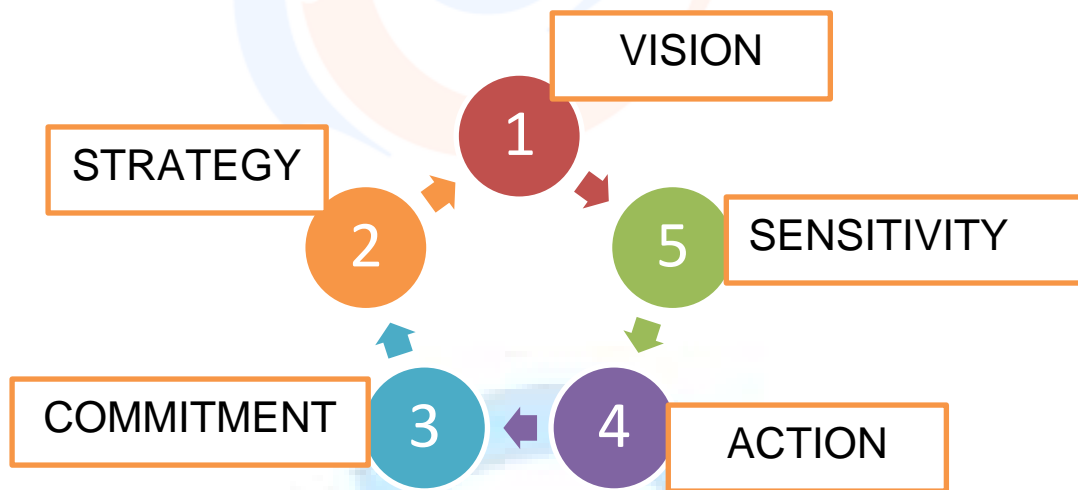 VISION
1
STRATEGY
2
5
SENSITIVITY
COMMITMENT
3
4
ACTION